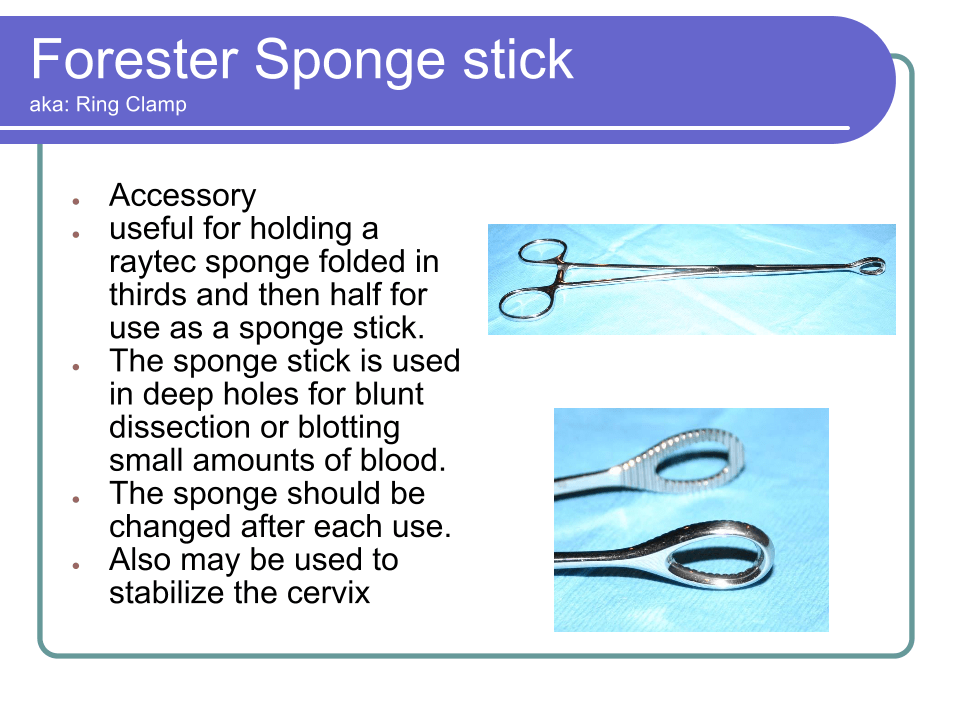 Forester Sponge stick
aka: Ring Clamp
● Accessory
● useful for holding a
raytec sponge folded in
thirds and then half for
use as a sponge stick.
● The sponge stick is used
in deep holes for blunt
dissection or blotting
small amounts of blood.
● The sponge should be
changed after each use.
● Also may be used to
stabilize the cervix